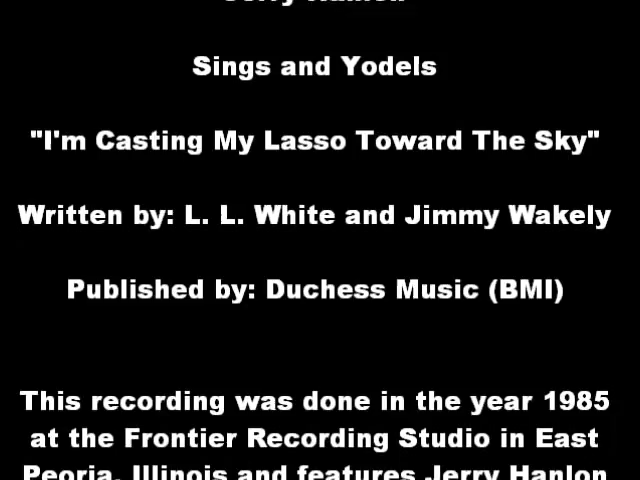 Jerry Hanlon
Sings and Yodels
"I'm Casting My Lasso Toward The Sky"
Written by: L. L. White and Jimmy Wakely
Published by: Duchess Music (BMI)
This recording was done in the year 1985
at the Frontier Recording Studio in East
Peoria, Illinois and features Jerry Hanlon